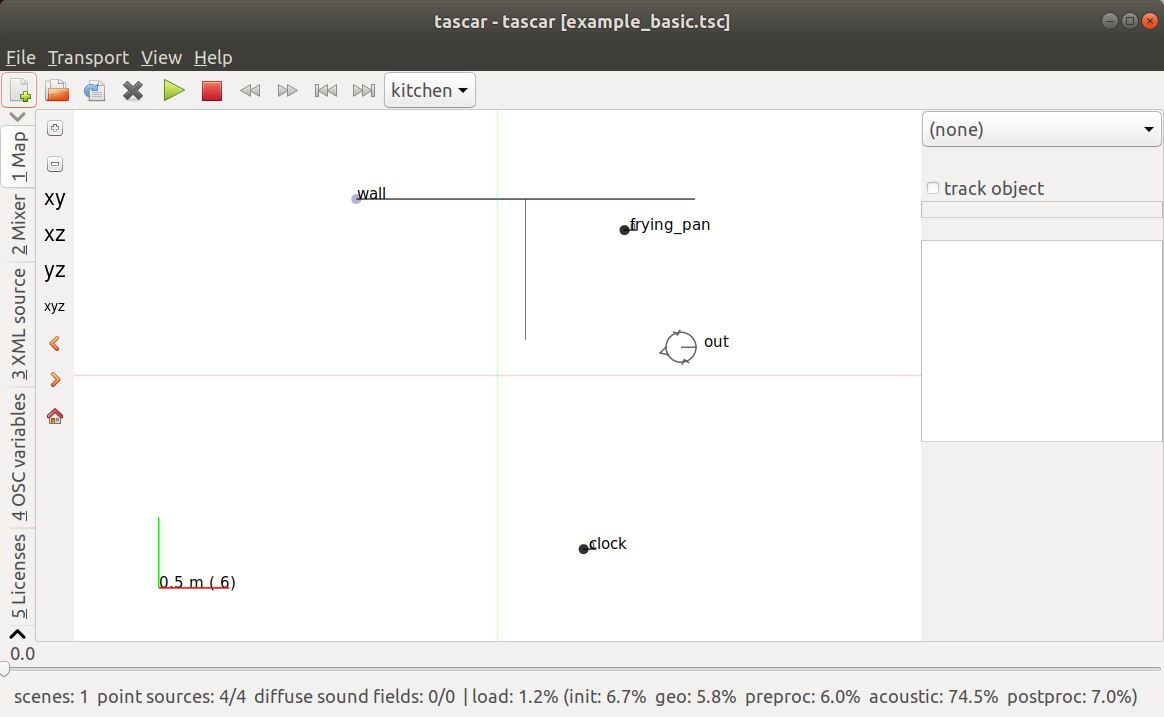 tascar - tascar [example_basic.tsc]
File Transport View Help
kitchen
1 Map
2 Mixer
3 XML source
4 OSC variables
5 Licenses
xy
xz
yz
xyz
wall
frying_pan
out
clock
0.5 m ( 6)
(none)
track object
0.0
scenes: 1 point sources: 4/4 diffuse sound fields: 0/0 | load: 1.2% (init: 6.7% geo: 5.8% preproc: 6.0% acoustic: 74.5% postproc: 7.0%)